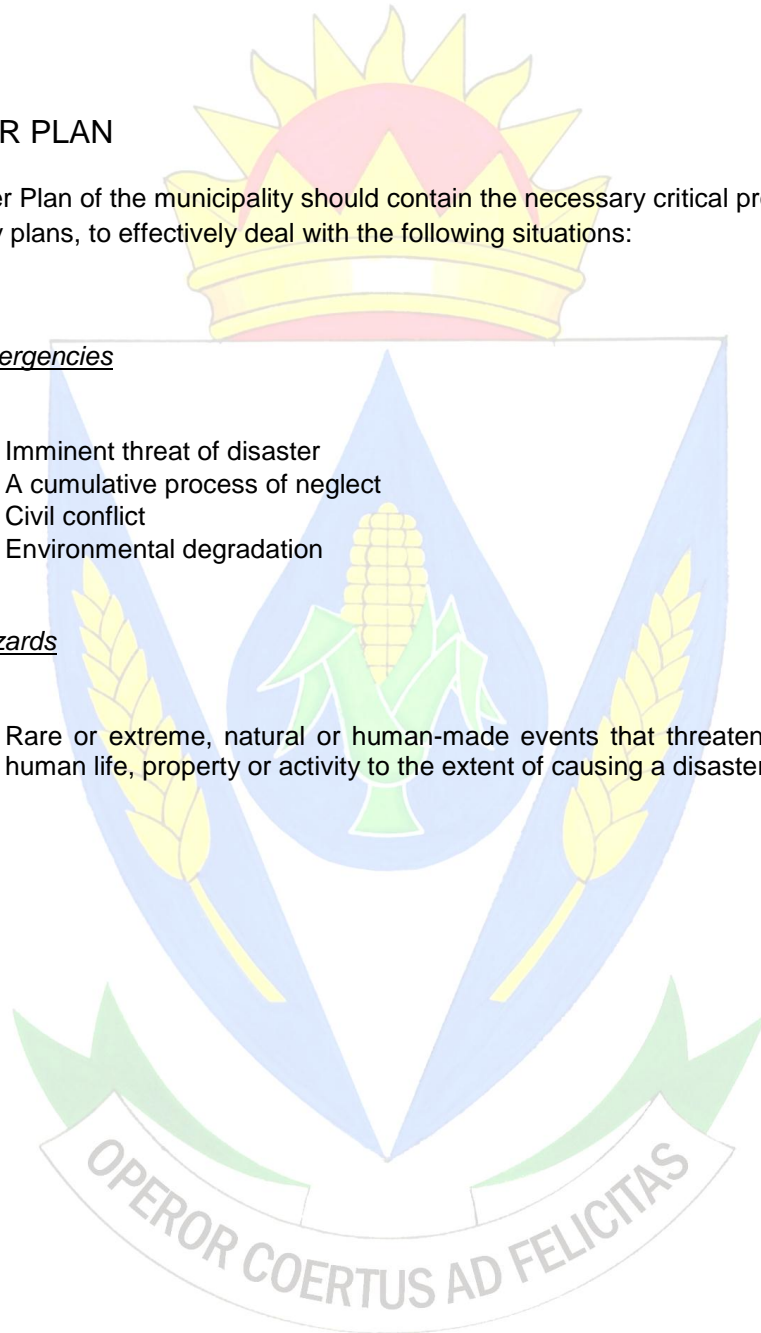 R PLAN
er Plan of the municipality should contain the necessary critical pr
y plans, to effectively deal with the following situations:
ergencies
Imminent threat of disaster
A cumulative process of neglect
Civil conflict
Environmental degradation
zards
Rare or extreme, natural or human-made events that threaten
human life, property or activity to the extent of causing a disaster
OPEROR COERTUS AD FELICITAS